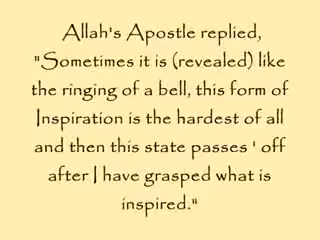 Allah's Apostle replied,
"Sometimes it is (revealed) like
the ringing of a bell, this form of
Inspiration is the hardest of all
and then this state passes ' off
after I have grasped what is
inspired."